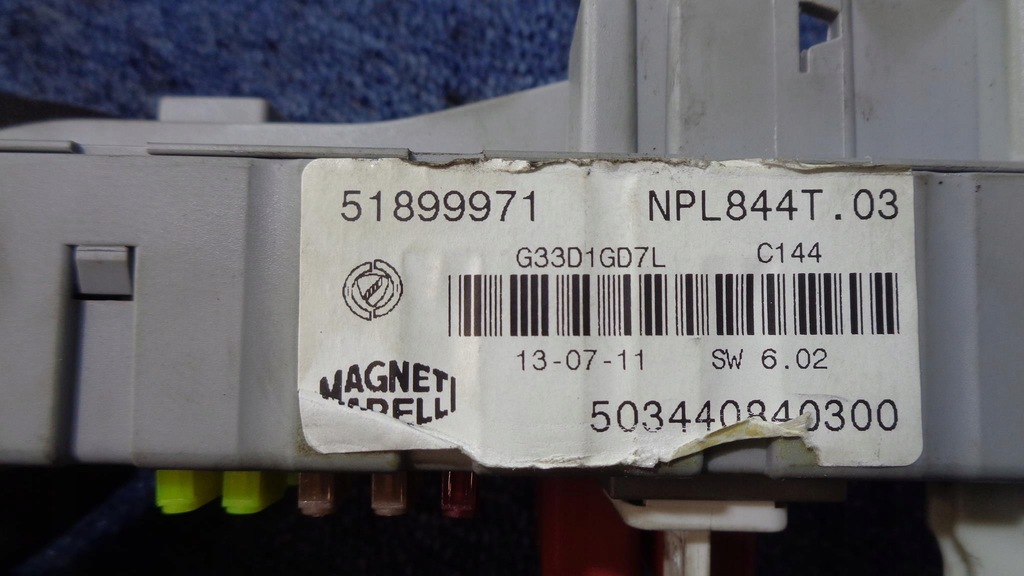 51899971 NPL844T.03
G33D1GD7L C144
13-07-11 SW 6.02
MAGNETI
MARELLI
503440840300